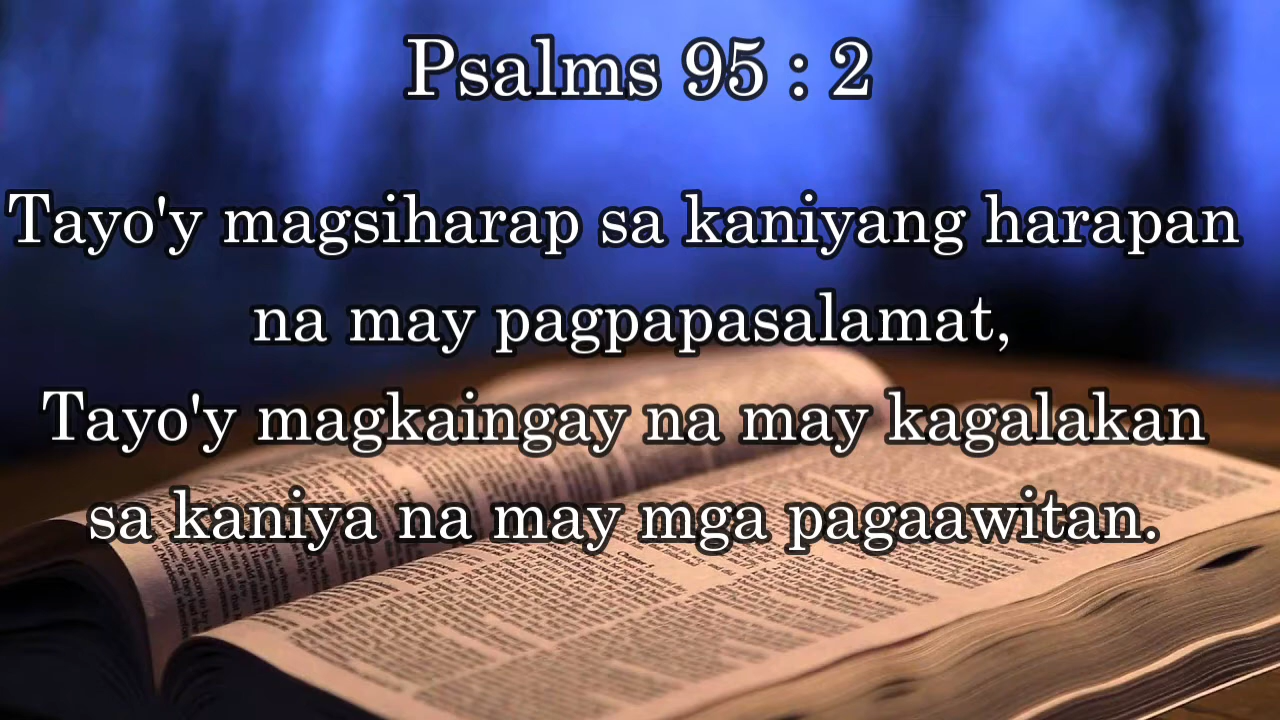 Psalms 95 : 2
Tayo'y magsiharap sa kaniyang harapan
na may pagpapasalamat,
Tayo'y magkaingay na may kagalakan
sa kaniya na may mga pagaawitan.